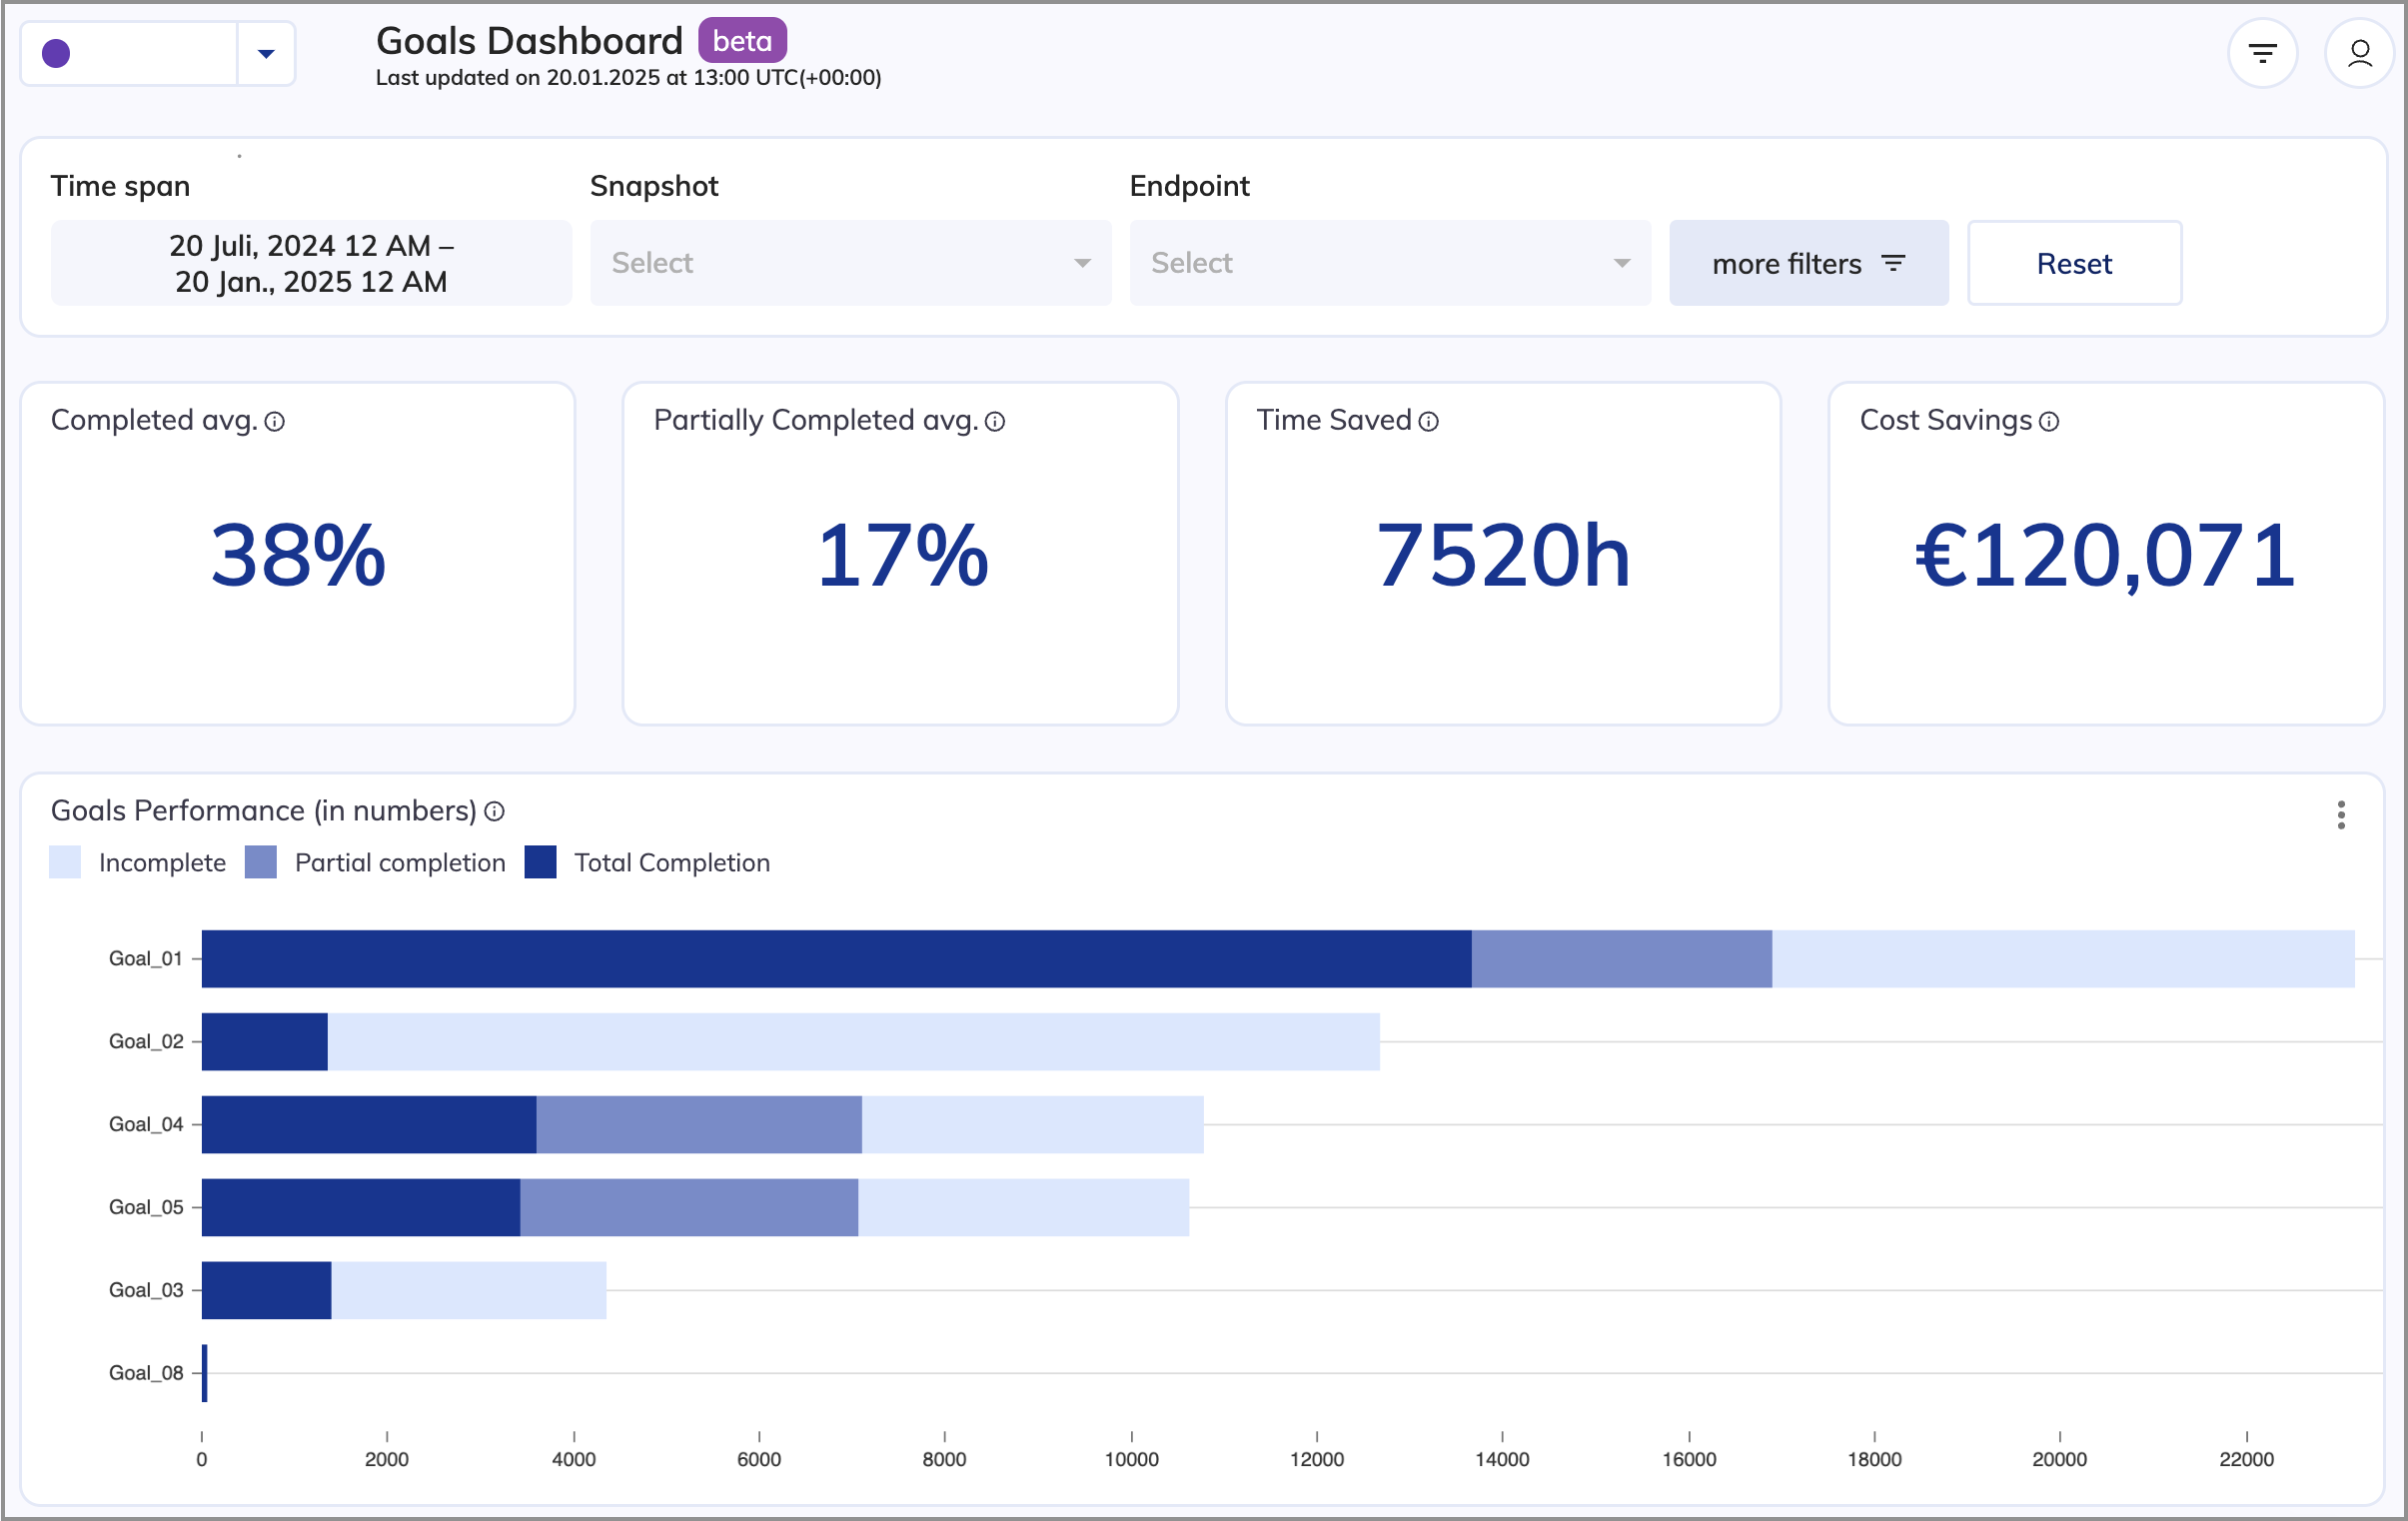 Goals Dashboard beta
Last updated on 20.01.2025 at 13:00 UTC(+00:00)
Time span
Snapshot
Endpoint
20 Juli, 2024 12 AM –
20 Jan., 2025 12 AM
Select
Select
more filters
Reset
Completed avg.
Partially Completed avg.
Time Saved
Cost Savings
38%
17%
7520h
€120,071
Goals Performance (in numbers)
Incomplete
Partial completion
Total Completion
Goal_01
Goal_02
Goal_04
Goal_05
Goal_03
Goal_08
0 2000 4000 6000 8000 10000 12000 14000 16000 18000 20000 22000